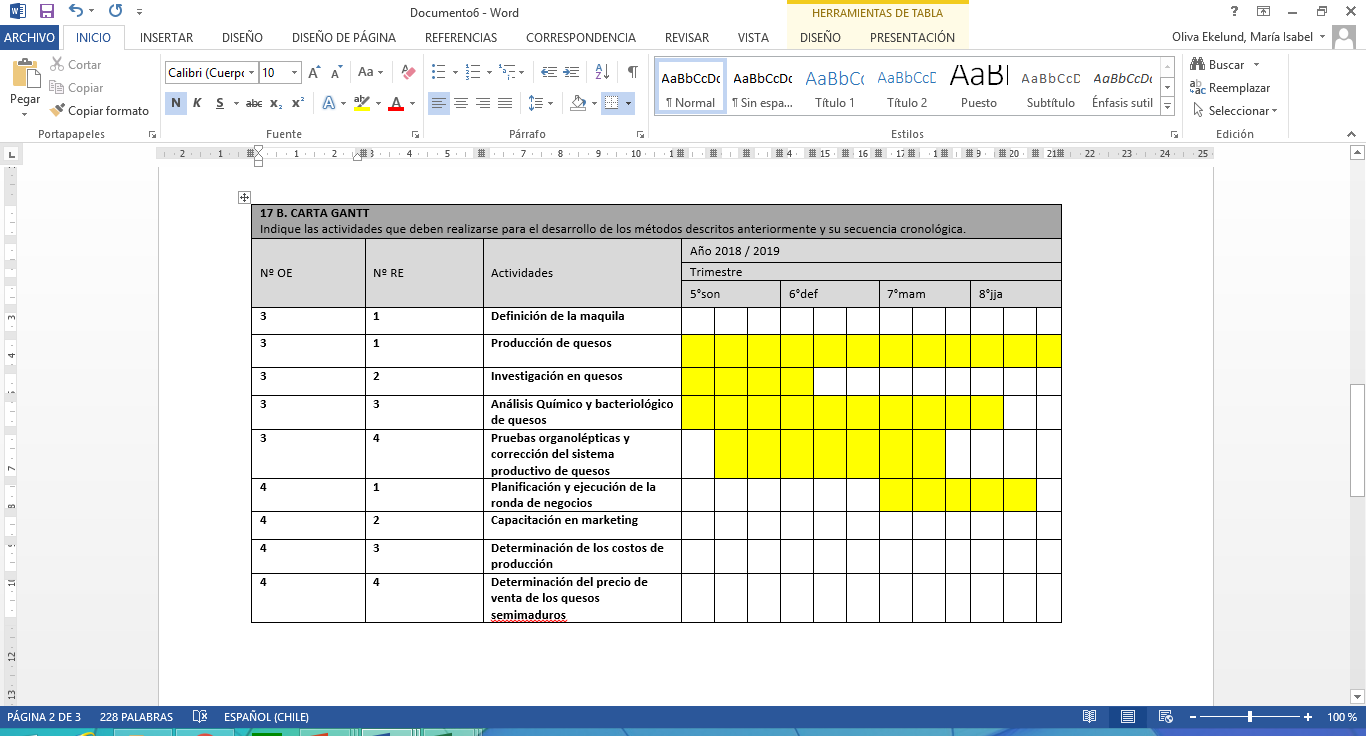 Documento6 - Word
HERRAMIENTAS DE TABLA
ARCHIVO INICIO INSERTAR DISEÑO DISEÑO DE PÁGINA REFERENCIAS CORRESPONDENCIA REVISAR VISTA DISEÑO PRESENTACIÓN
Oliva Ekelund, María Isabel
Pegar
Cortar
Copiar
Copiar formato
Portapapeles
Calibri (Cuerpo 10
Aa
N K S abc x₂ x²
Fuente
Párrafo
AaBbCcDc AaBbCcDc AaBbCc AaBbCcD AaBl AaBbCcD AaBbCcDc
¶ Normal ¶ Sin espa... Título 1 Título 2 Puesto Subtítulo Énfasis sutil
Estilos
Buscar
Reemplazar
Seleccionar
Edición
17 B. CARTA GANTT
Indique las actividades que deben realizarse para el desarrollo de los métodos descritos anteriormente y su secuencia cronológica.
Nº OE Nº RE Actividades
Año 2018 / 2019
Trimestre
5°son 6°def 7°mam 8°jja
3 1 Definición de la maquila
3 1 Producción de quesos
3 2 Investigación en quesos
3 3 Análisis Químico y bacteriológico
de quesos
3 4 Pruebas organolépticas y
corrección del sistema
productivo de quesos
4 1 Planificación y ejecución de la
ronda de negocios
4 2 Capacitación en marketing
4 3 Determinación de los costos de
producción
4 4 Determinación del precio de
venta de los quesos
semimaduros
PÁGINA 2 DE 3 228 PALABRAS ESPAÑOL (CHILE) 100 %